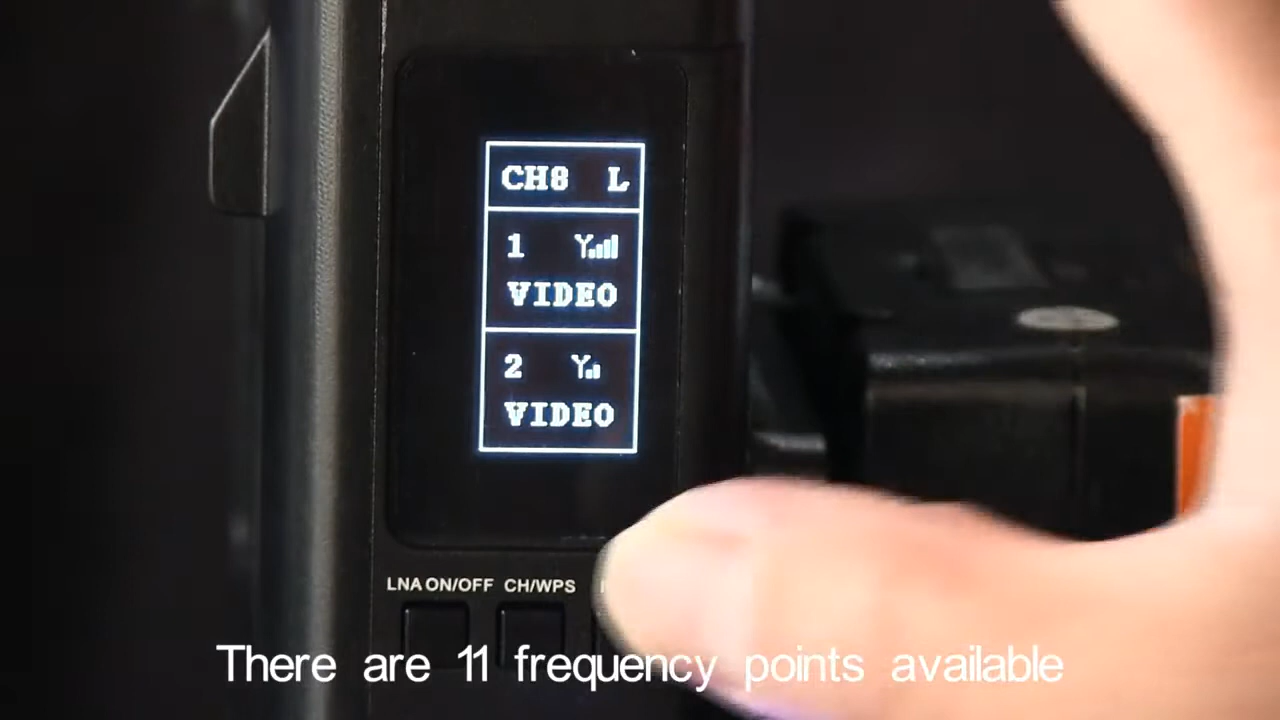 CH8 L
1
VIDEO
2
VIDEO
LNA ON/OFF CH/WPS
There are 11 frequency points available